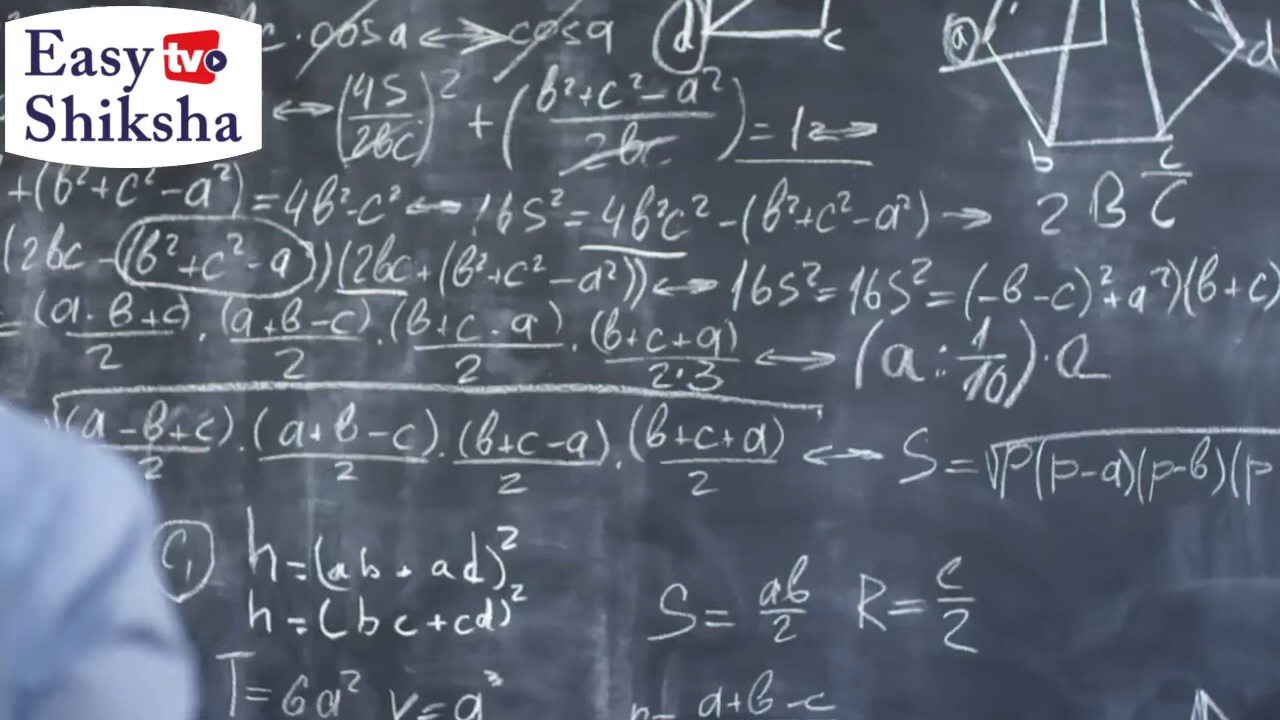 Easy tv
Shiksha
c · cosa ⟷ cosa
d
c
a
d
⟷ (4S/2bc)² + (b²+c²-a²/2bc) = 1 ⟷
b
c
+(b²+c²-a²) = 4b²-c² ⟷ 16S² = 4b²c² - (b²+c²-a²) →
2 B c/C
(2bc - (b²+c²-a))(2bc + (b²+c²-a²)) ⟷ 16S² = 16S² = (-b-c)²+a²)(b+c)
= (a·b+c)/2 · (a+b-c)/2 · (b+c·a)/2 · (b+c+a)/2·3 ⟷ (a : 1/10) · a
(a-b+c)/2 · (a+b-c)/2 · (b+c-a)/2 · (b+c+a)/2 ⟷ S = √P(p-a)(p-b)(p
h = (ab + ad)²
h = (bc+cd)²
S = ab/2 R = c/2
T = 6a² v = a³
a+b-c